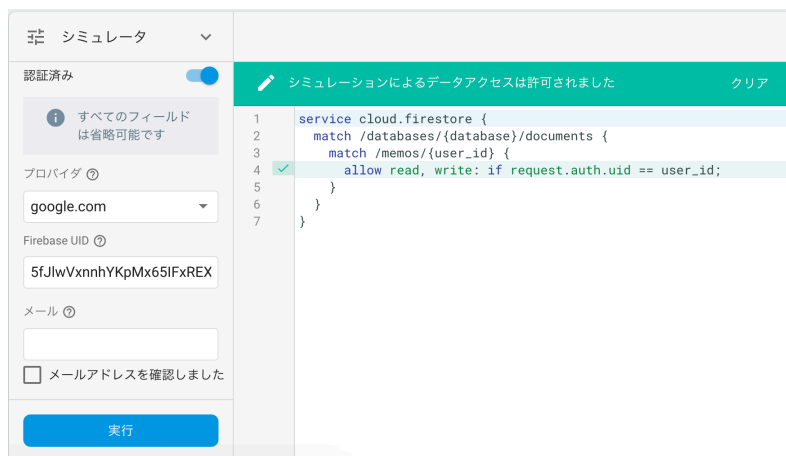 シミュレータ
認証済み
すべてのフィールド
は省略可能です
プロバイダ
google.com
Firebase UID
5fJlwVxnnhYKpMx65IFxREX
メール
メールアドレスを確認しました
実行
シミュレーションによるデータアクセスは許可されました
クリア
1 service cloud.firestore {
2 match /databases/{database}/documents {
3 match /memos/{user_id} {
4 allow read, write: if request.auth.uid == user_id;
5 }
6 }
7 }